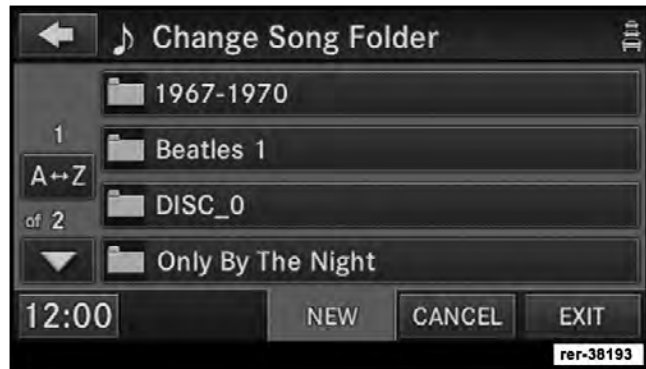 Change Song Folder
1967-1970
1
Beatles 1
A↔Z
DISC_0
of 2
Only By The Night
12:00 NEW CANCEL EXIT
rer-38193